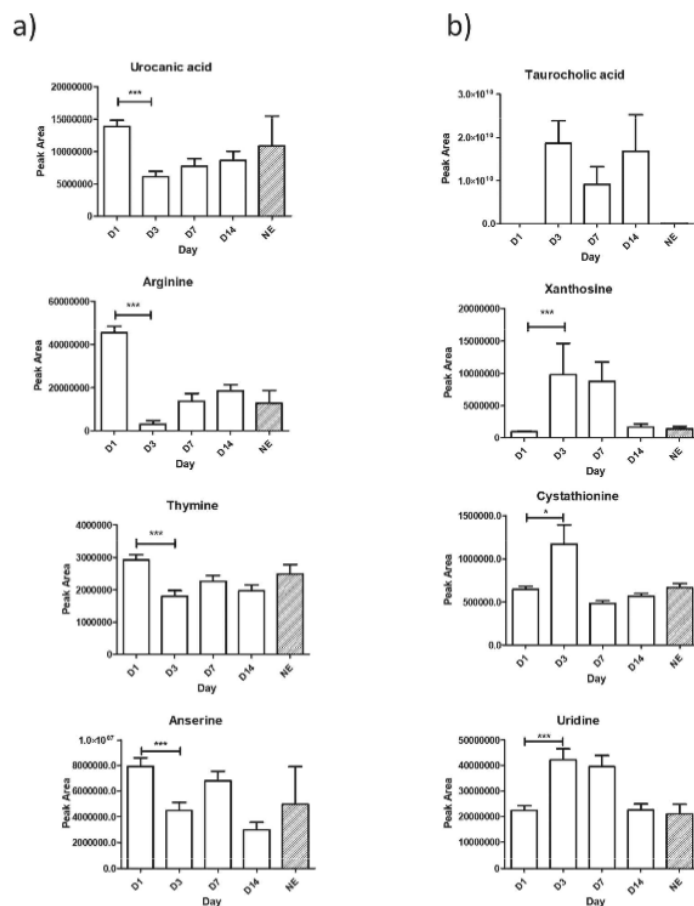 a)
Urocanic acid
***
20000000
15000000
10000000
5000000
0
Peak Area
D1 D3 D7 D14 NE
Day
Arginine
***
60000000
40000000
20000000
0
Peak Area
D1 D3 D7 D14 NE
Day
Thymine
***
4000000
3000000
2000000
1000000
0
Peak Area
D1 D3 D7 D14 NE
Day
Anserine
***
1.0×10⁰⁷
8000000.0
6000000.0
4000000.0
2000000.0
0.0
Peak Area
D1 D3 D7 D14 NE
Day
b)
Taurocholic acid
3.0×10¹⁰
2.0×10¹⁰
1.0×10¹⁰
0.0
Peak Area
D1 D3 D7 D14 NE
Day
Xanthosine
***
20000000
15000000
10000000
5000000
0
Peak Area
D1 D3 D7 D14 NE
Day
Cystathionine
*
1500000.0
1000000.0
500000.0
0.0
Peak Area
D1 D3 D7 D14 NE
Day
Uridine
***
50000000
40000000
30000000
20000000
10000000
0
Peak Area
D1 D3 D7 D14 NE
Day